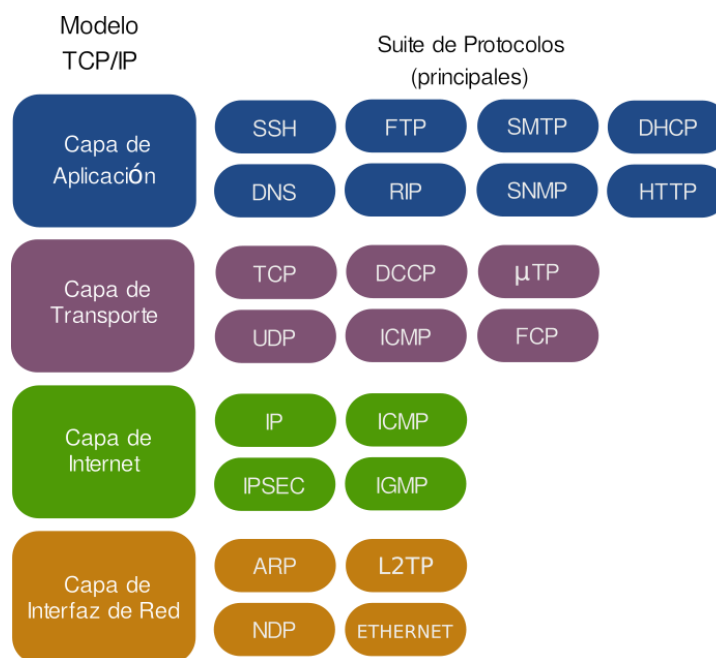 Modelo
TCP/IP
Suite de Protocolos
(principales)
Capa de
Aplicación
SSH
FTP
SMTP
DHCP
DNS
RIP
SNMP
HTTP
Capa de
Transporte
TCP
DCCP
µTP
UDP
ICMP
FCP
Capa de
Internet
IP
ICMP
IPSEC
IGMP
Capa de
Interfaz de Red
ARP
L2TP
NDP
ETHERNET